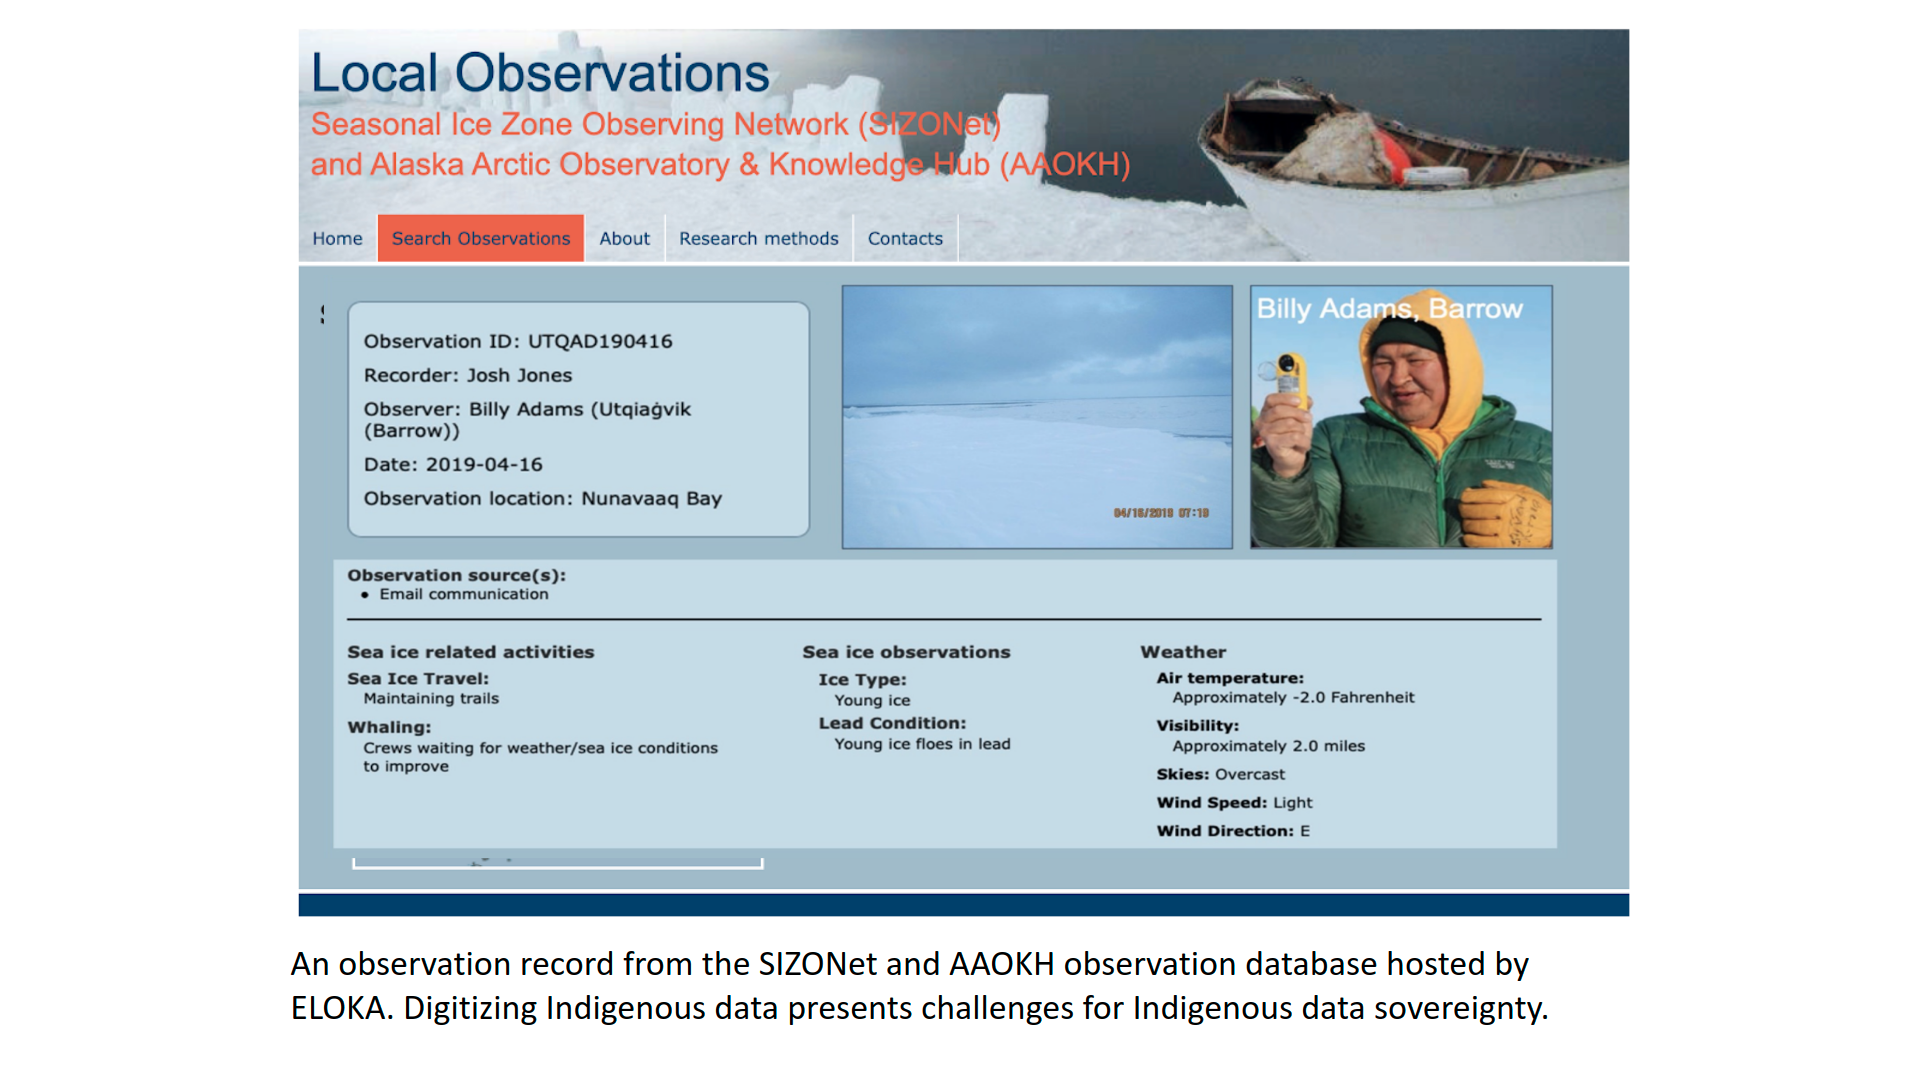 Local Observations
Seasonal Ice Zone Observing Network (SIZONet)
and Alaska Arctic Observatory & Knowledge Hub (AAOKH)
Home
Search Observations
About
Research methods
Contacts
Observation ID: UTQAD190416
Recorder: Josh Jones
Observer: Billy Adams (Utqiaġvik
(Barrow))
Date: 2019-04-16
Observation location: Nunavaaq Bay
Billy Adams, Barrow
Observation source(s):
• Email communication
Sea ice related activities
Sea Ice Travel:
Maintaining trails
Whaling:
Crews waiting for weather/sea ice conditions
to improve
Sea ice observations
Ice Type:
Young ice
Lead Condition:
Young ice floes in lead
Weather
Air temperature:
Approximately -2.0 Fahrenheit
Visibility:
Approximately 2.0 miles
Skies: Overcast
Wind Speed: Light
Wind Direction: E
An observation record from the SIZONet and AAOKH observation database hosted by
ELOKA. Digitizing Indigenous data presents challenges for Indigenous data sovereignty.